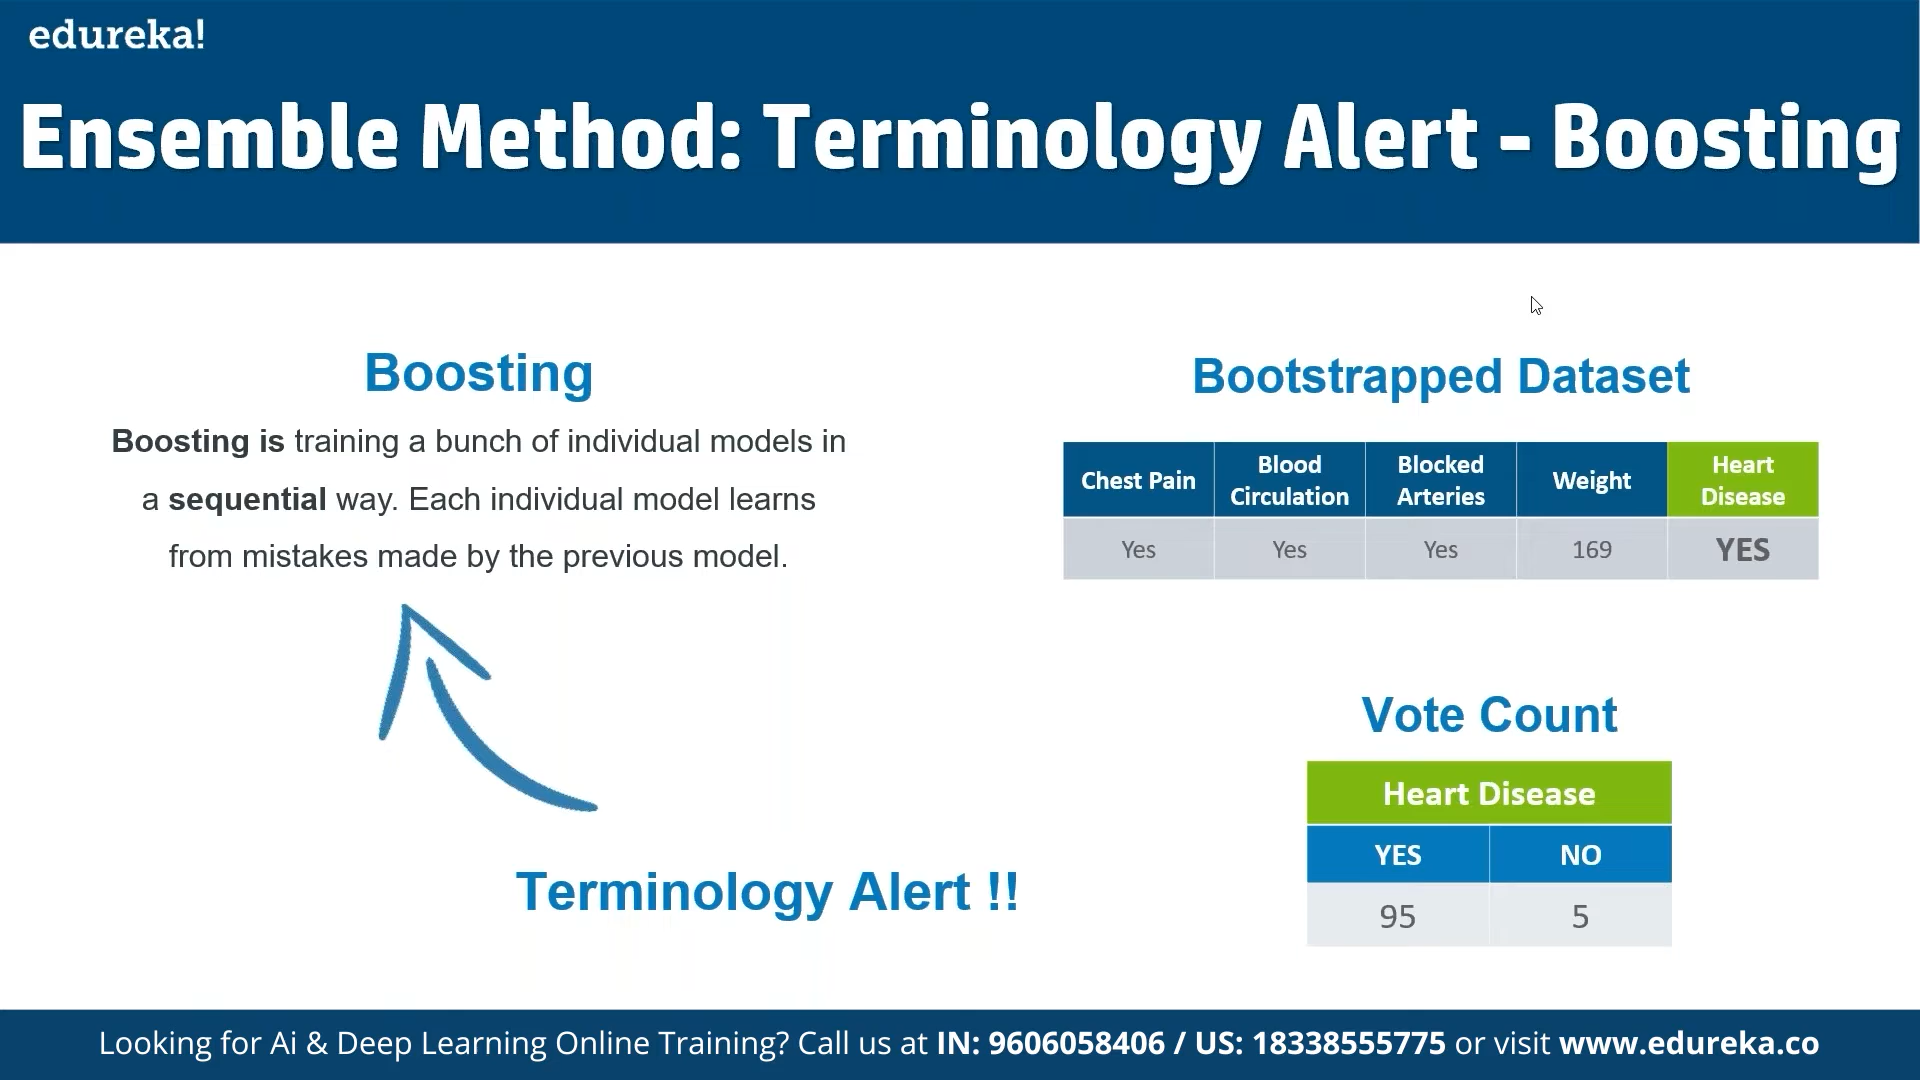 edureka!
Ensemble Method: Terminology Alert - Boosting
Boosting
Boosting is training a bunch of individual models in
a sequential way. Each individual model learns
from mistakes made by the previous model.
Terminology Alert !!
Bootstrapped Dataset
Chest Pain
Blood
Circulation
Blocked
Arteries
Weight
Heart
Disease
Yes
Yes
Yes
169
YES
Vote Count
Heart Disease
YES
NO
95
5
Looking for Ai & Deep Learning Online Training? Call us at IN: 9606058406 / US: 18338555775 or visit www.edureka.co